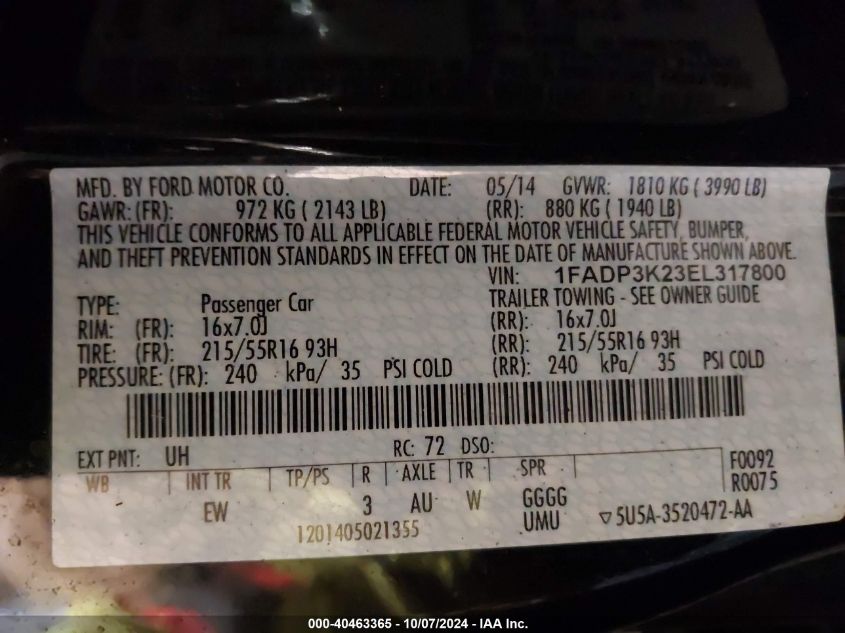 MFD. BY FORD MOTOR CO. DATE: 05/14 GVWR: 1810 KG ( 3990 LB)
GAWR: (FR): 972 KG ( 2143 LB) (RR): 880 KG ( 1940 LB)
THIS VEHICLE CONFORMS TO ALL APPLICABLE FEDERAL MOTOR VEHICLE SAFETY, BUMPER,
AND THEFT PREVENTION STANDARDS IN EFFECT ON THE DATE OF MANUFACTURE SHOWN ABOVE.
VIN: 1FADP3K23EL317800
TYPE: Passenger Car TRAILER TOWING - SEE OWNER GUIDE
RIM: (FR): 16x7.0J (RR): 16x7.0J
TIRE: (FR): 215/55R16 93H (RR): 215/55R16 93H
PRESSURE: (FR): 240 kPa/ 35 PSI COLD (RR): 240 kPa/ 35 PSI COLD
EXT PNT: UH RC: 72 DSO:
WB INT TR TP/PS R AXLE TR SPR F0092
R0075
EW 3 AU W GGGG
UMU ▽5U5A-3520472-AA
1201405021355
000-40463365 - 10/07/2024 - IAA Inc.